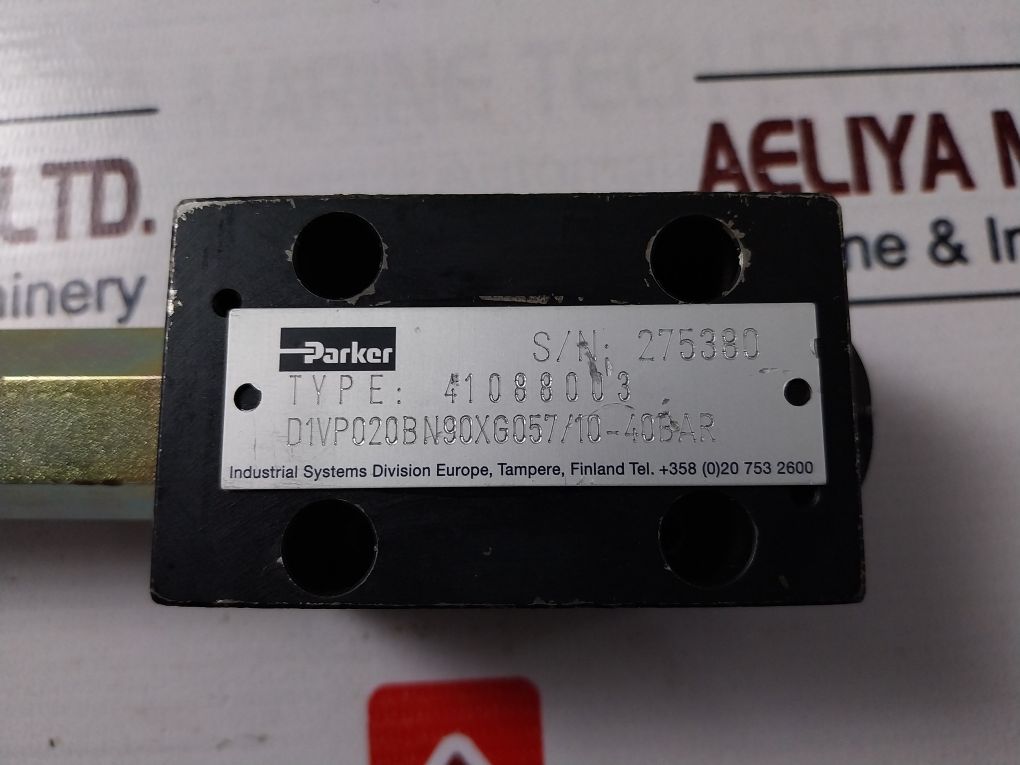 AELIYA M
LTD.
ne & In
inery
Parker
S/N: 275380
TYPE: 41088003
D1VP020BN90XG057/10-40BAR
Industrial Systems Division Europe, Tampere, Finland Tel. +358 (0)20 753 2600